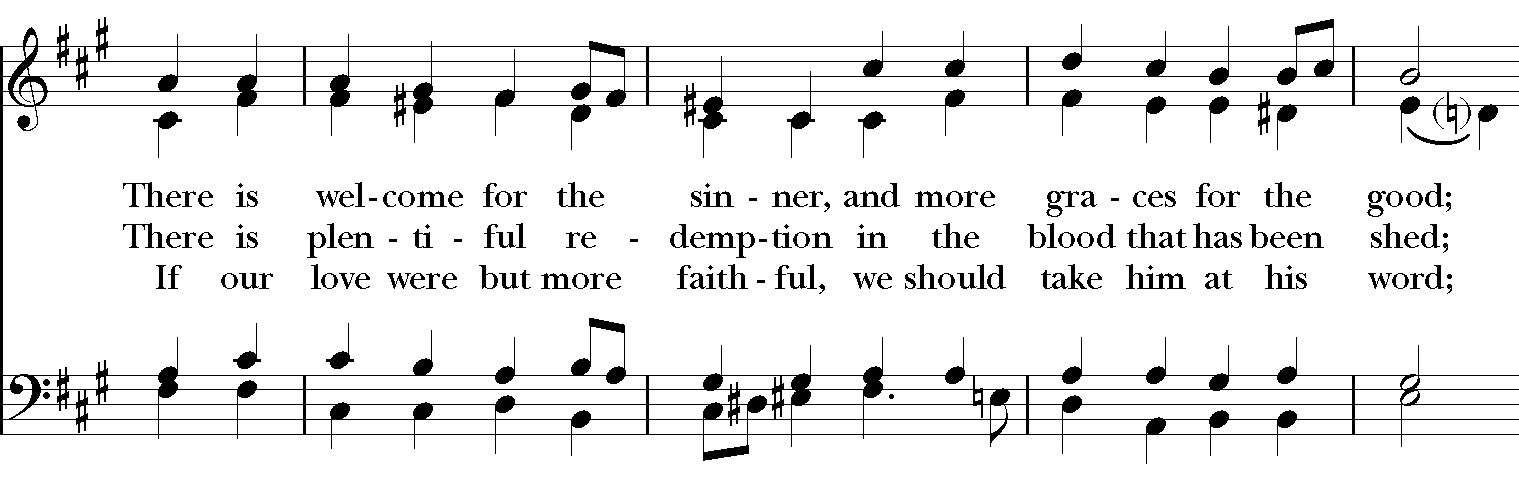 There is wel - come for the sin - ner, and more gra - ces for the good;
There is plen - ti - ful re - demp - tion in the blood that has been shed;
If our love were but more faith - ful, we should take him at his word;